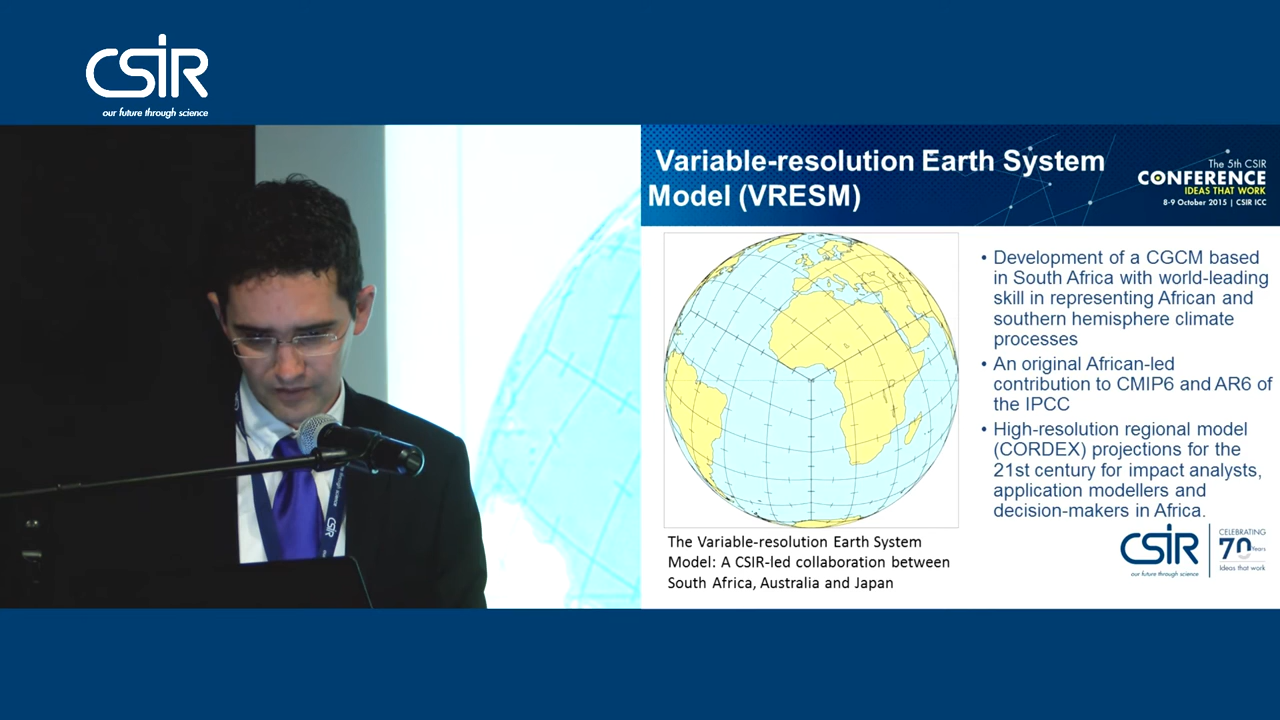 CSIR
our future through science
Variable-resolution Earth System
Model (VRESM)
The 5th CSIR
CONFERENCE
IDEAS THAT WORK
8-9 October 2015 | CSIR ICC
• Development of a CGCM based
in South Africa with world-leading
skill in representing African and
southern hemisphere climate
processes
• An original African-led
contribution to CMIP6 and AR6 of
the IPCC
• High-resolution regional model
(CORDEX) projections for the
21st century for impact analysts,
application modellers and
decision-makers in Africa.
The Variable-resolution Earth System
Model: A CSIR-led collaboration between
South Africa, Australia and Japan
CSIR
our future through science
CELEBRATING
70 Years
Ideas that work
CSIR